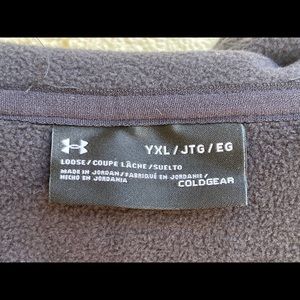 YXL / JTG / EG
LOOSE / COUPE LÂCHE / SUELTO
MADE IN JORDAN / FABRIQUÉ EN JORDANIE /
HECHO EN JORDANIA
COLDGEAR